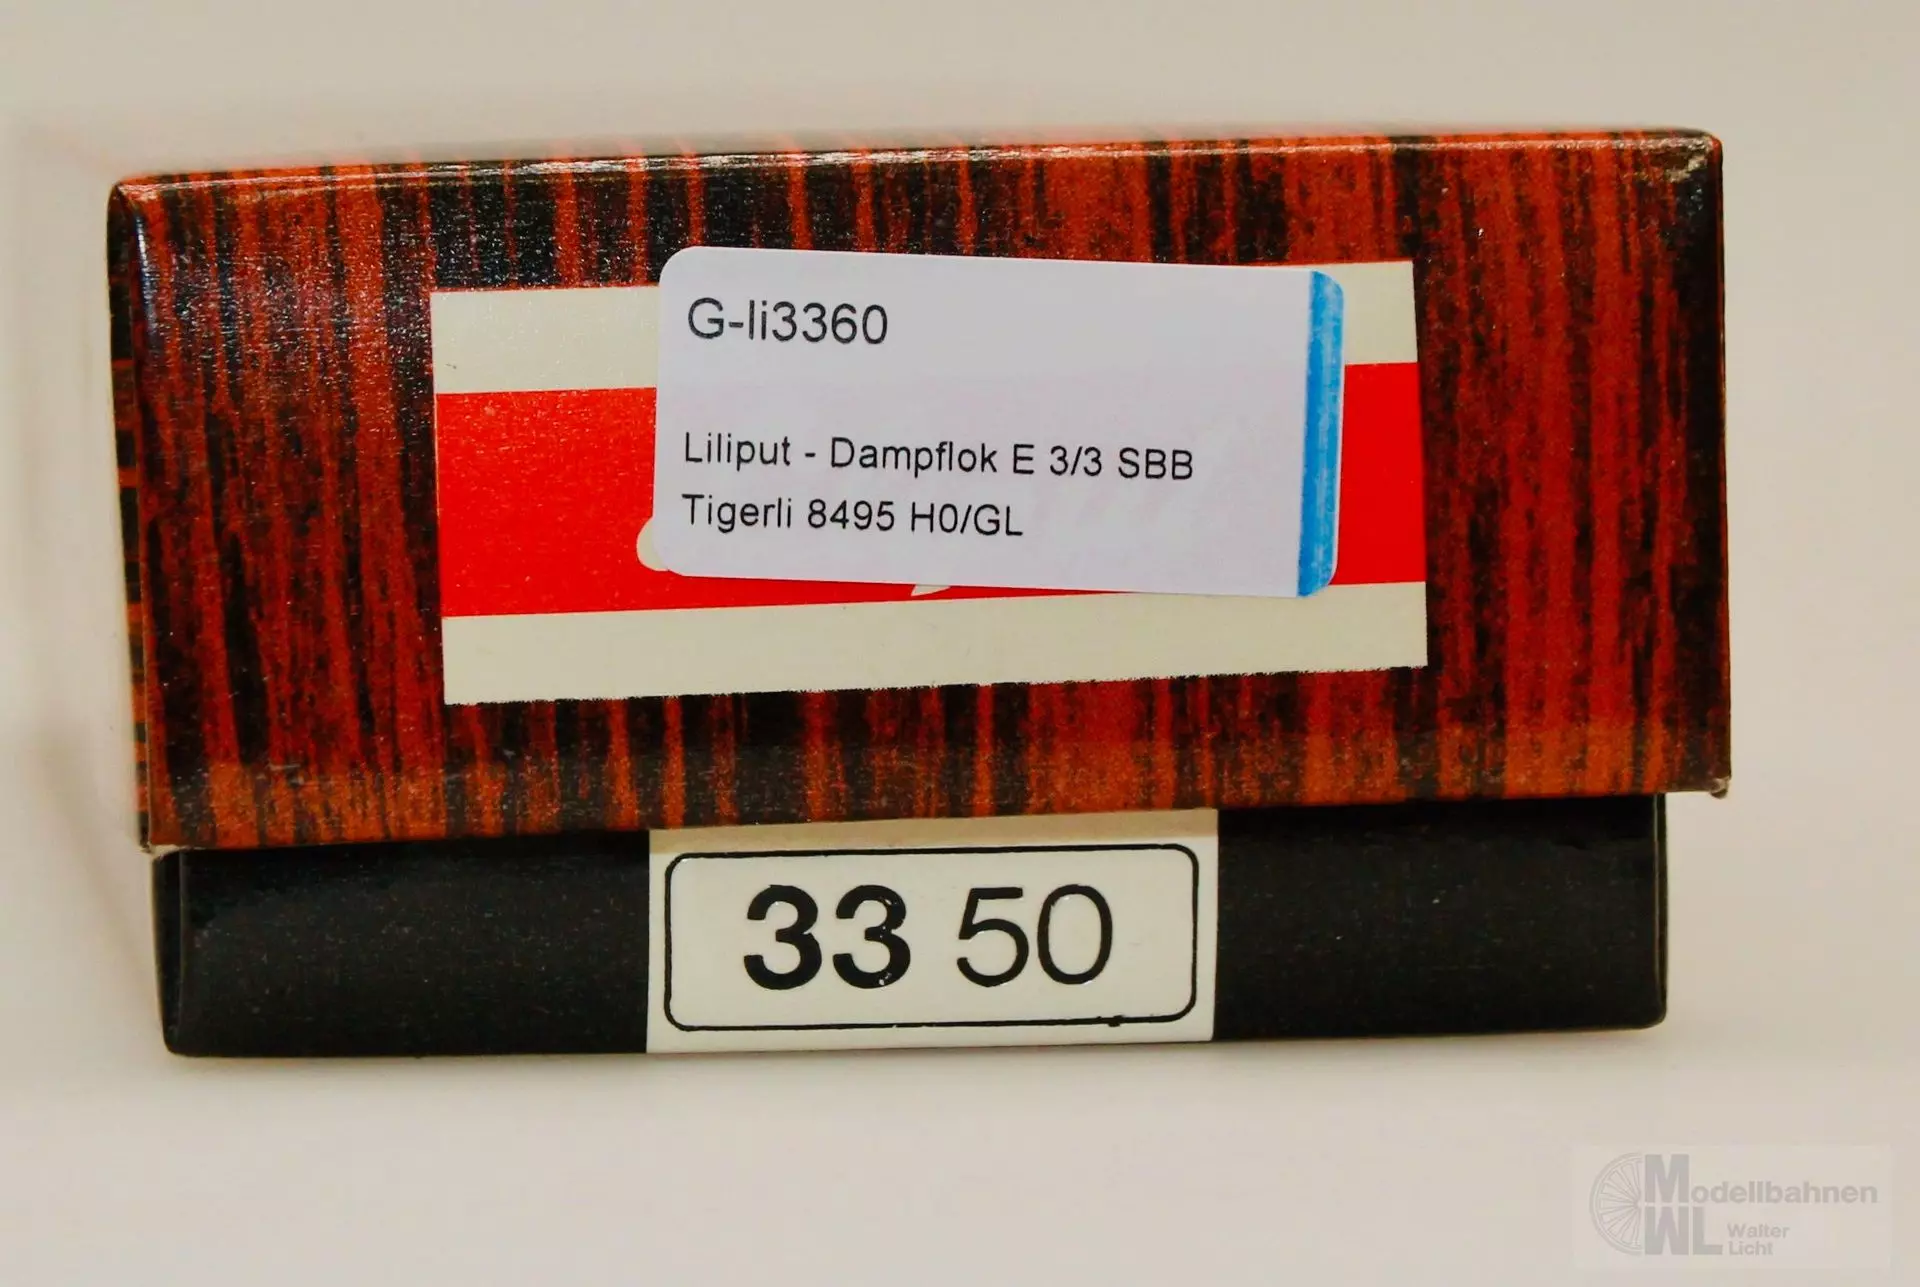 G-li3360
Liliput - Dampflok E 3/3 SBB
Tigerli 8495 H0/GL
33 50
Modellbahnen
WL Walter
Licht